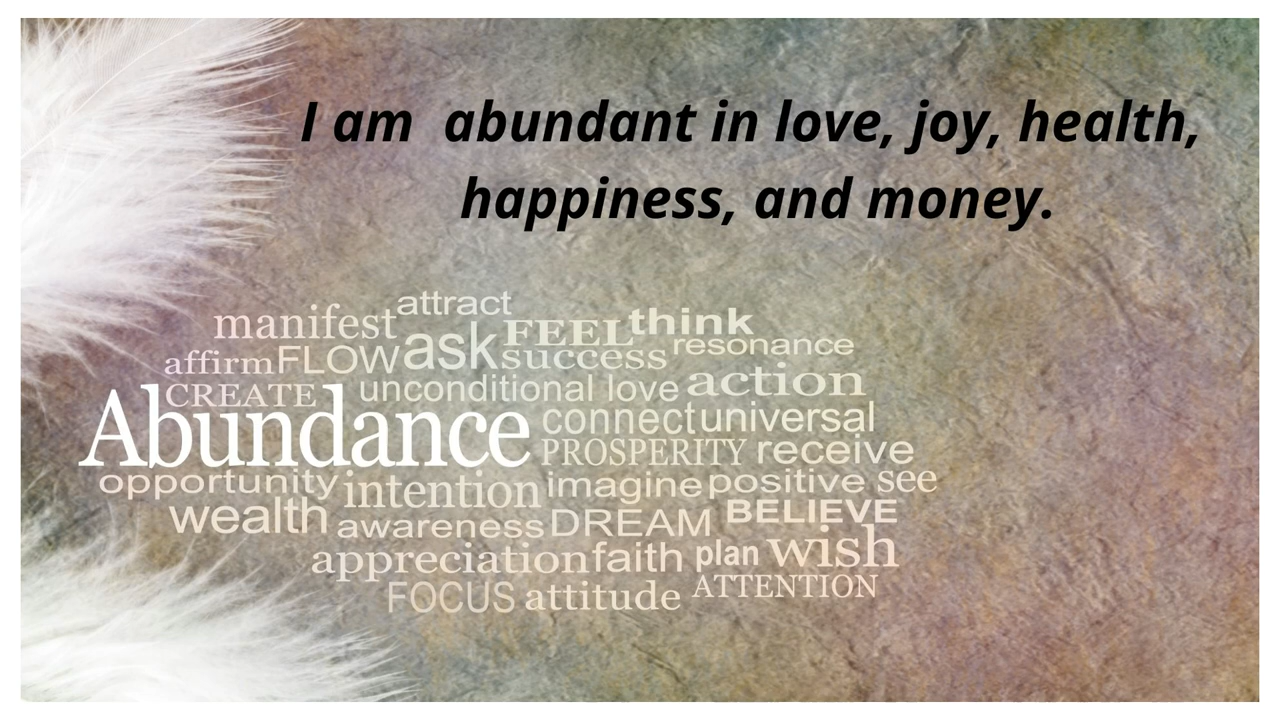 I am  abundant in love, joy, health,
happiness, and money.
attract
manifest
ask FEEL think
affirm FLOW success resonance
CREATE unconditional love action
Abundance connect universal
PROSPERITY receive
opportunity intention imagine positive see
wealth awareness DREAM BELIEVE
appreciation faith plan wish
FOCUS attitude ATTENTION